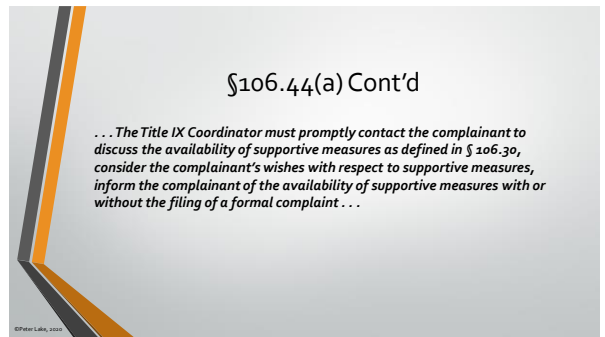 §106.44(a) Cont’d
. . . The Title IX Coordinator must promptly contact the complainant to
discuss the availability of supportive measures as defined in § 106.30,
consider the complainant’s wishes with respect to supportive measures,
inform the complainant of the availability of supportive measures with or
without the filing of a formal complaint . . .
©Peter Lake, 2020